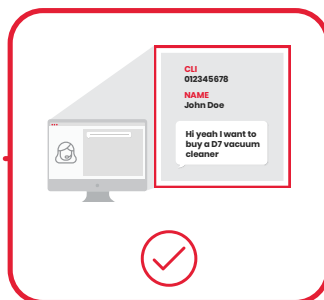 CLI
012345678
NAME
John Doe
Hi yeah I want to
buy a D7 vacuum
cleaner